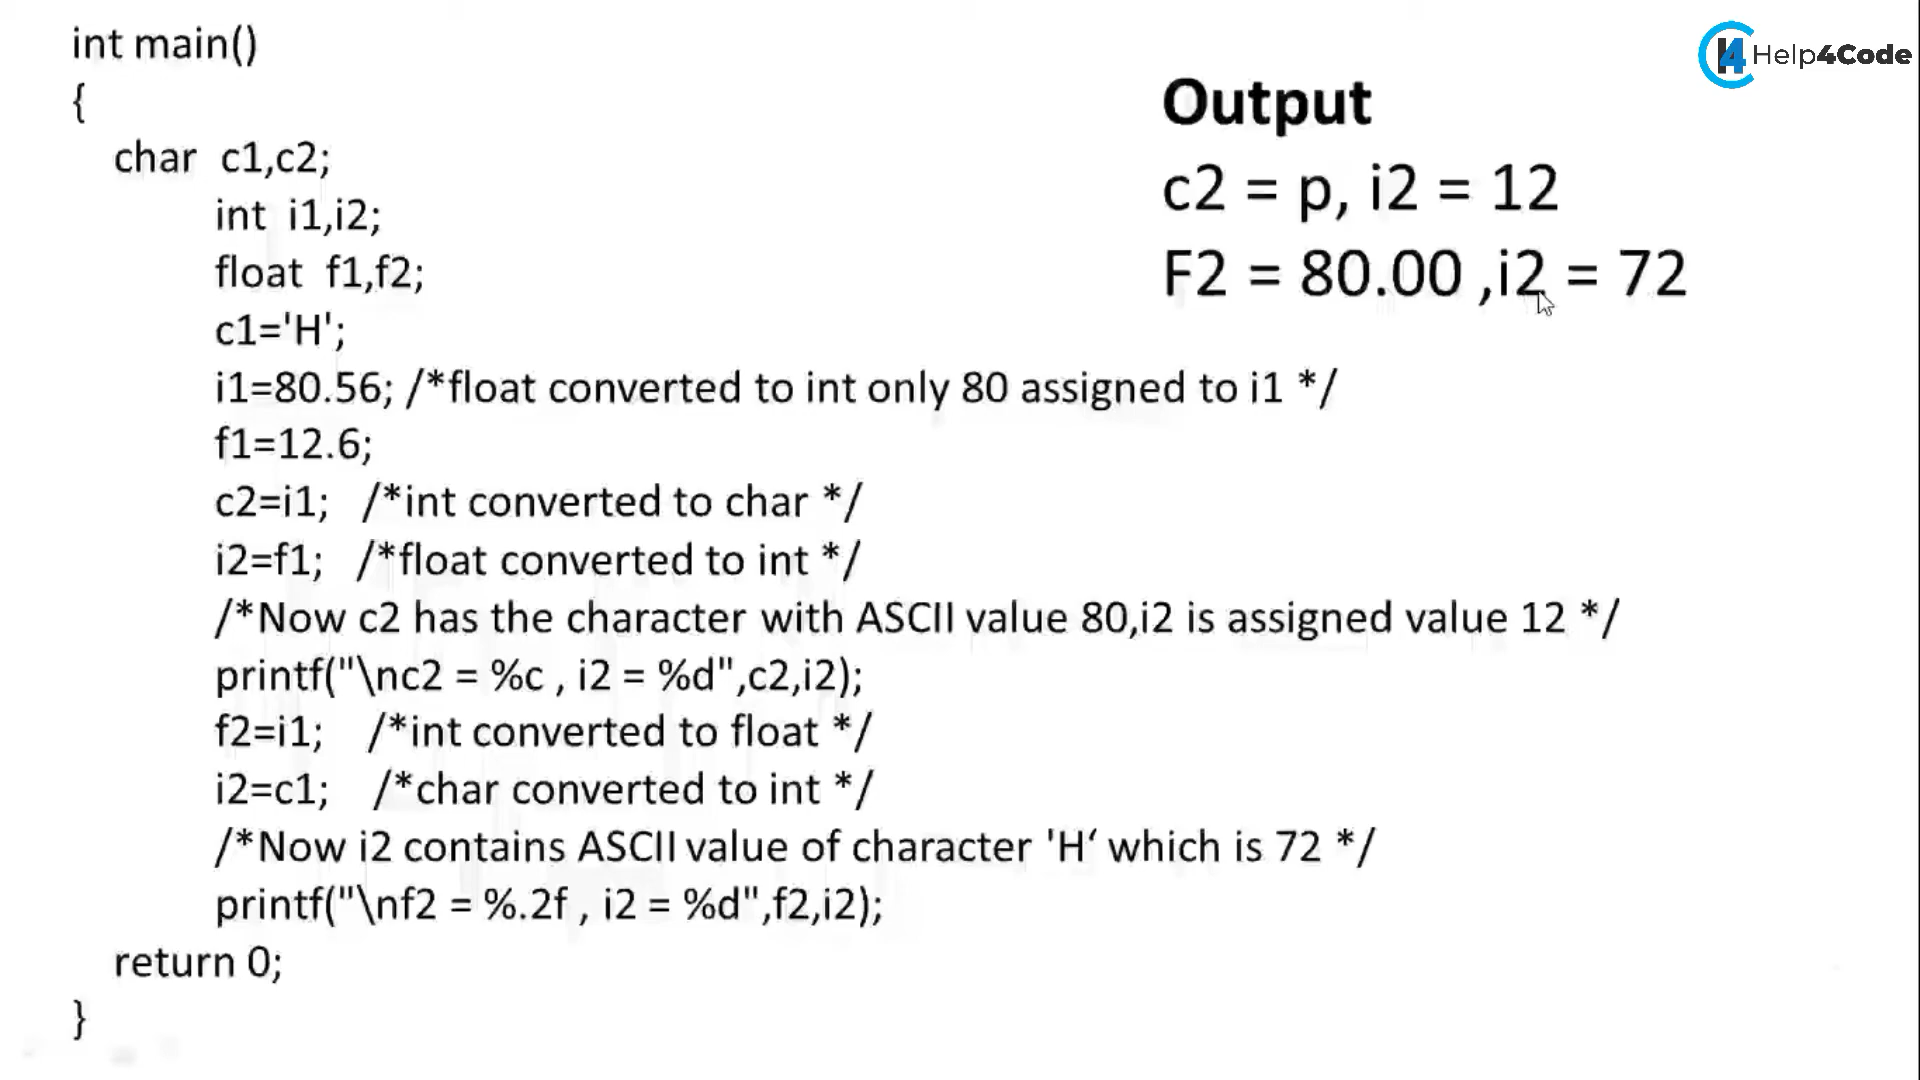 int main()
{
char c1,c2;
int i1,i2;
float f1,f2;
c1='H';
i1=80.56; /*float converted to int only 80 assigned to i1 */
f1=12.6;
c2=i1; /*int converted to char */
i2=f1; /*float converted to int */
/*Now c2 has the character with ASCII value 80,i2 is assigned value 12 */
printf("\nc2 = %c , i2 = %d",c2,i2);
f2=i1; /*int converted to float */
i2=c1; /*char converted to int */
/*Now i2 contains ASCII value of character 'H‘ which is 72 */
printf("\nf2 = %.2f , i2 = %d",f2,i2);
return 0;
}
Output
c2 = p, i2 = 12
F2 = 80.00 ,i2 = 72
H4 Help4Code